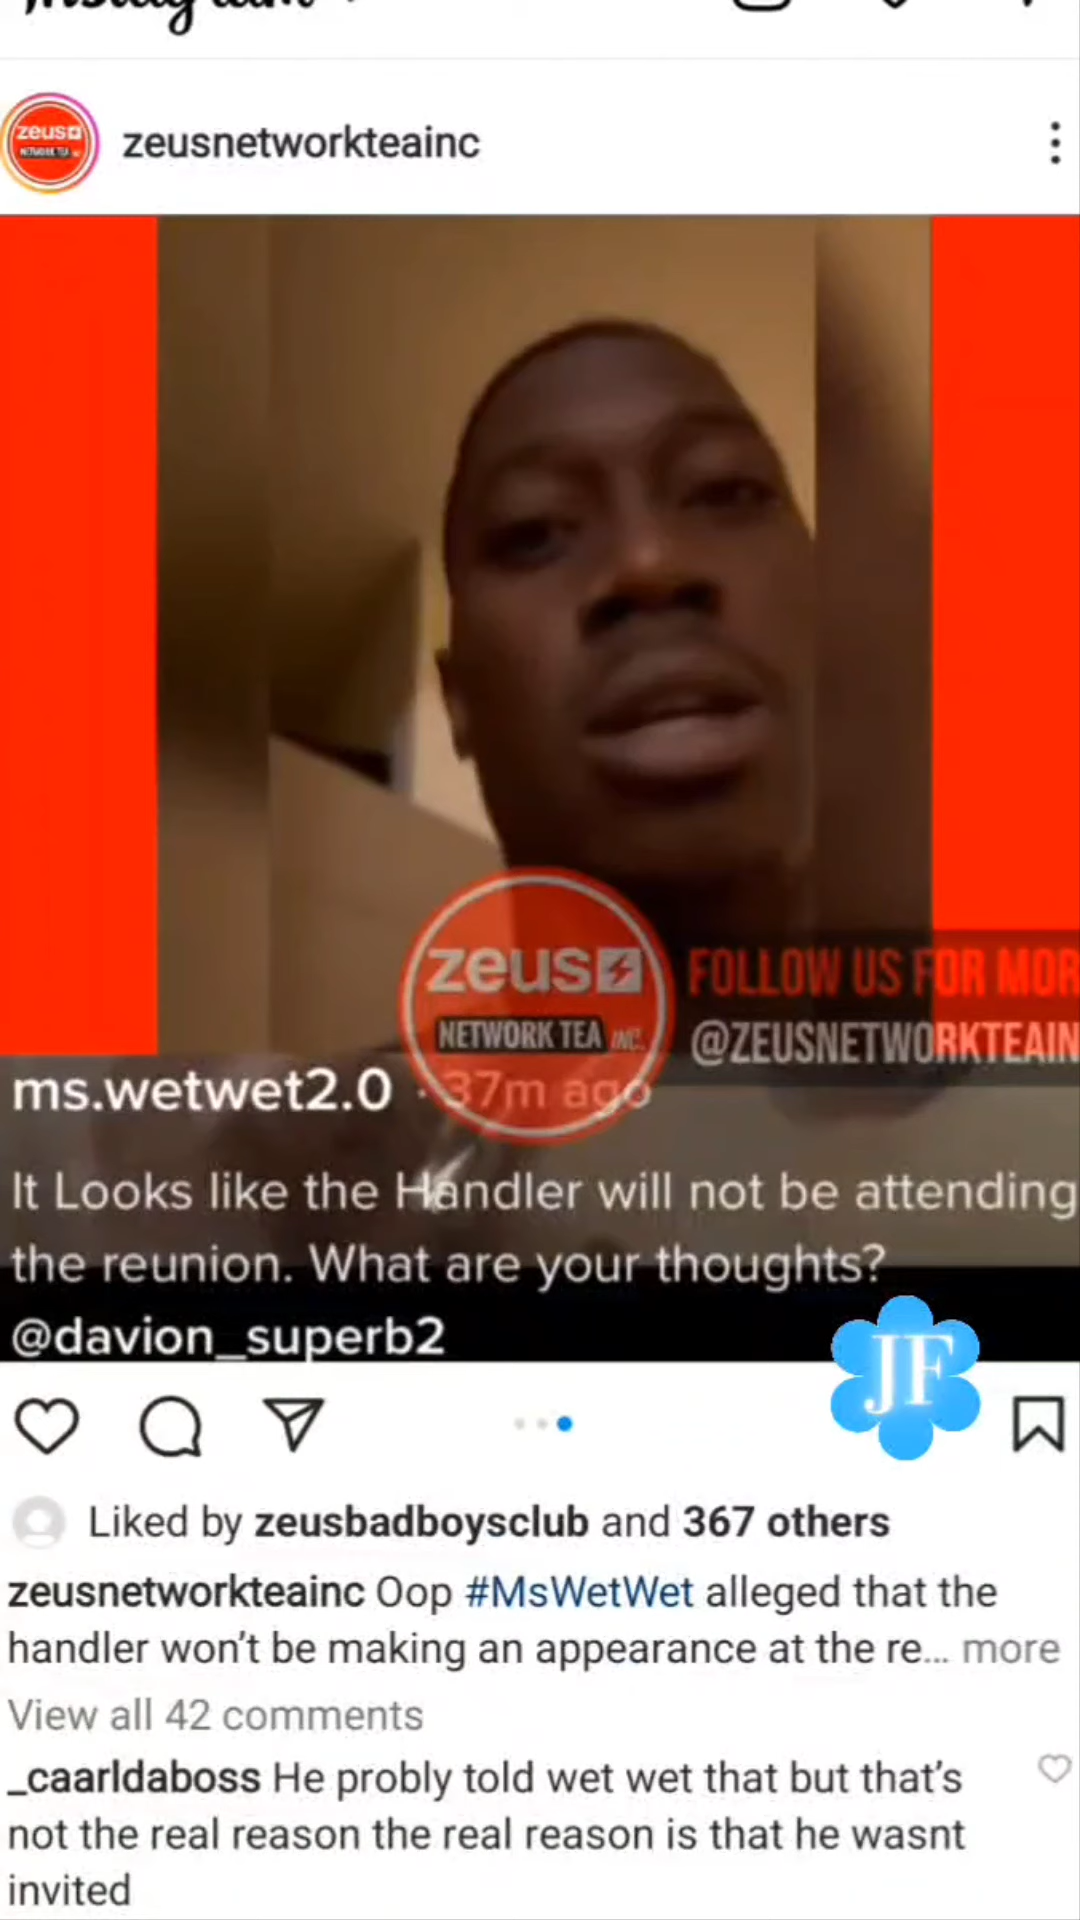 zeus
NETWORK TEA
zeusnetworkteainc
zeus
NETWORK TEA INC.
FOLLOW US FOR MOR
@ZEUSNETWORKTEAIN
ms.wetwet2.0 · 37m ago
It Looks like the Handler will not be attending
the reunion. What are your thoughts?
@davion_superb2
JF
Liked by zeusbadboysclub and 367 others
zeusnetworkteainc Oop #MsWetWet alleged that the
handler won't be making an appearance at the re... more
View all 42 comments
_caarldaboss He probly told wet wet that but that's
not the real reason the real reason is that he wasnt
invited